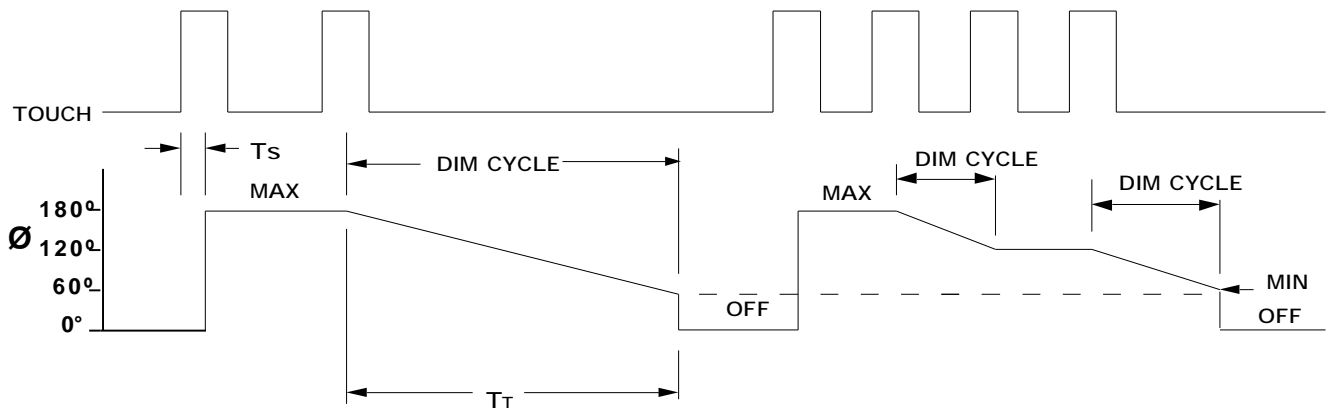 TOUCH
Ts
DIM CYCLE
DIM CYCLE
DIM CYCLE
MAX
MAX
180º
Ø
120º
60º
MIN
OFF
OFF
0°
TT